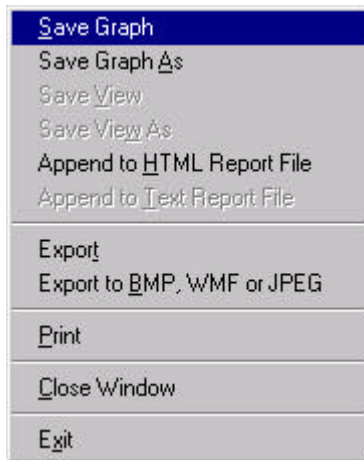 Save Graph
Save Graph As
Save View
Save View As
Append to HTML Report File
Append to Text Report File
Export
Export to BMP, WMF or JPEG
Print
Close Window
Exit